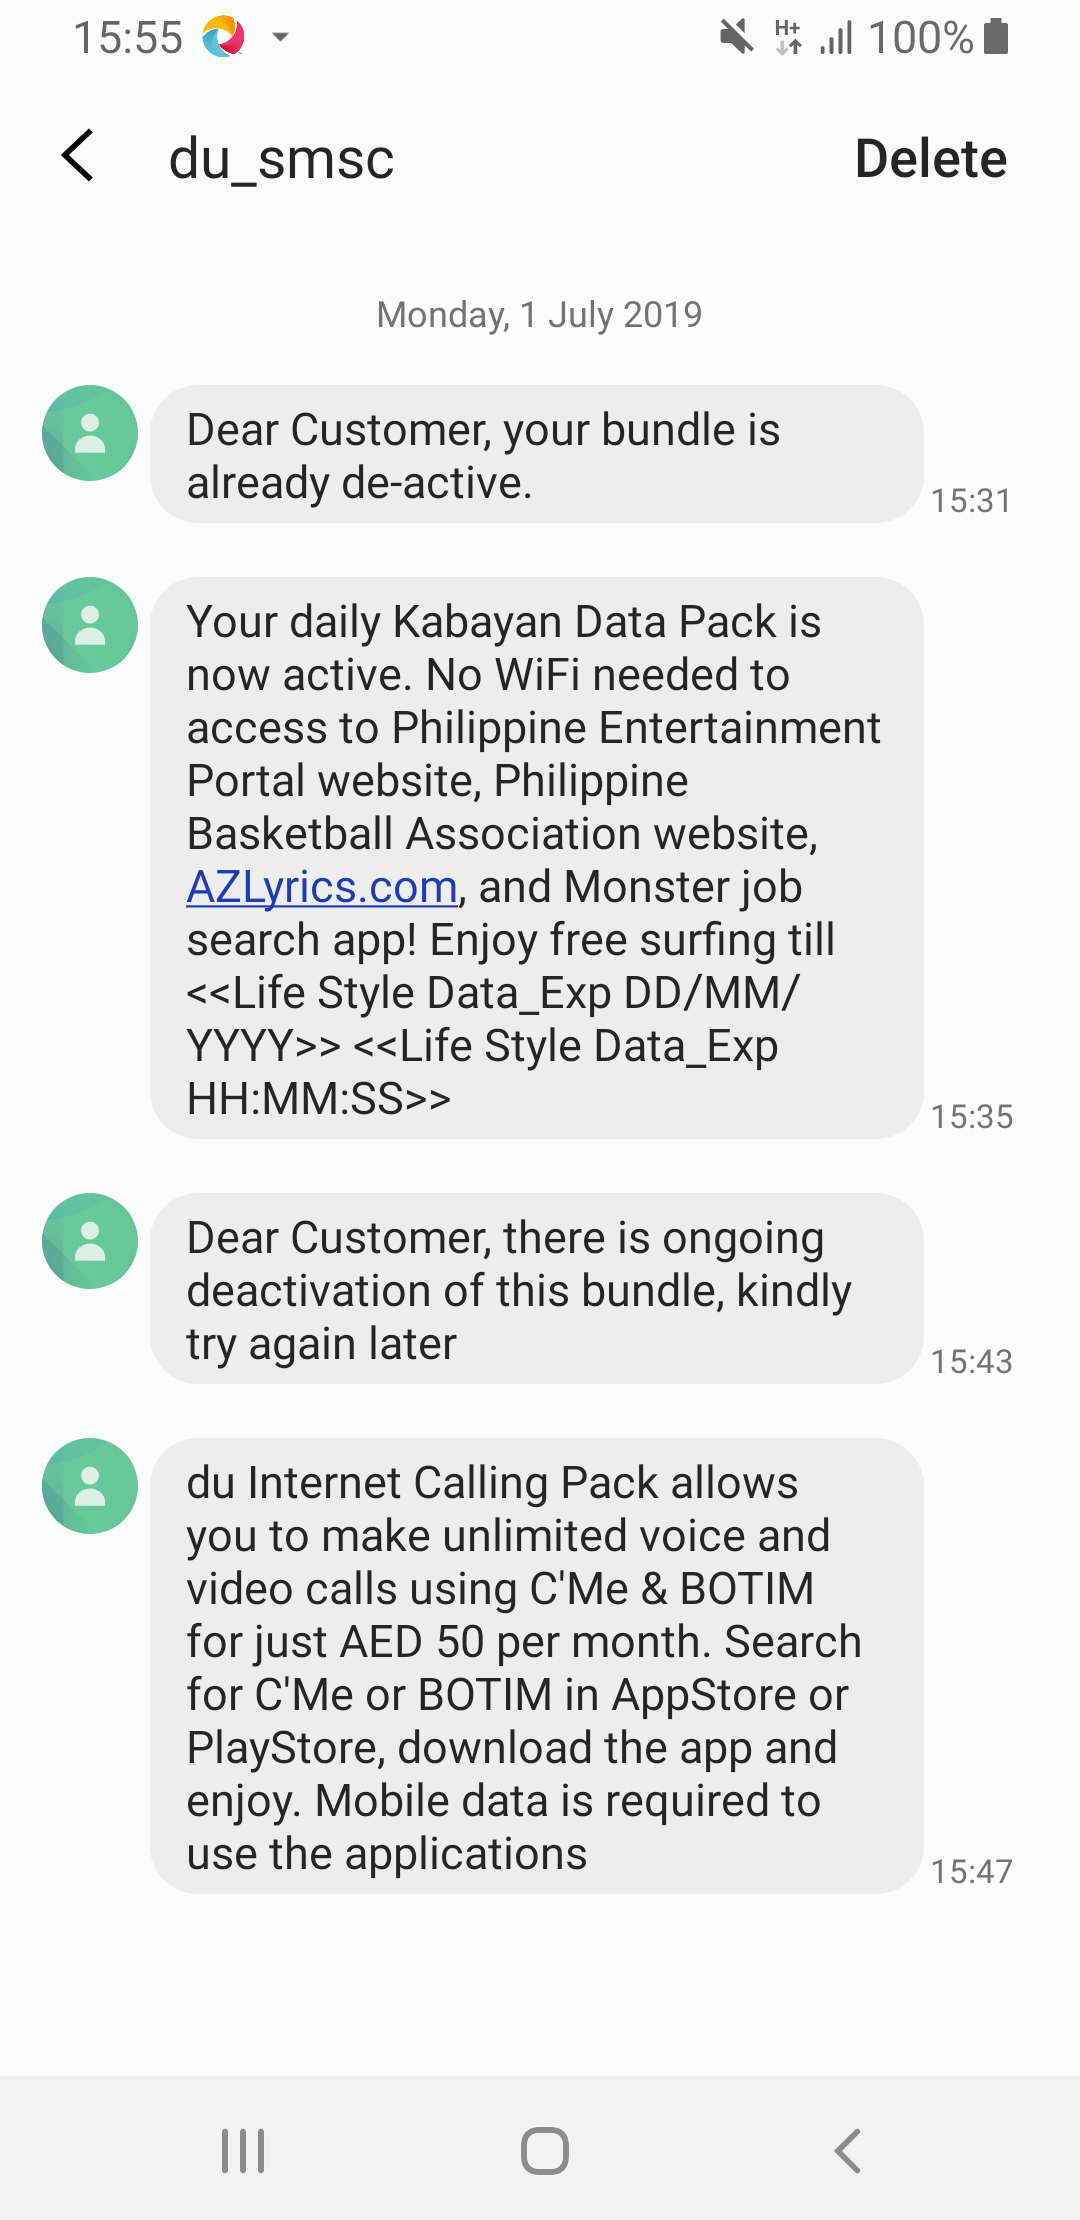 15:55
H+
100%
du_smsc
Delete
Monday, 1 July 2019
Dear Customer, your bundle is
already de-active.
15:31
Your daily Kabayan Data Pack is
now active. No WiFi needed to
access to Philippine Entertainment
Portal website, Philippine
Basketball Association website,
AZLyrics.com, and Monster job
search app! Enjoy free surfing till
<<Life Style Data_Exp DD/MM/
YYYY>> <<Life Style Data_Exp
HH:MM:SS>>
15:35
Dear Customer, there is ongoing
deactivation of this bundle, kindly
try again later
15:43
du Internet Calling Pack allows
you to make unlimited voice and
video calls using C'Me & BOTIM
for just AED 50 per month. Search
for C'Me or BOTIM in AppStore or
PlayStore, download the app and
enjoy. Mobile data is required to
use the applications
15:47